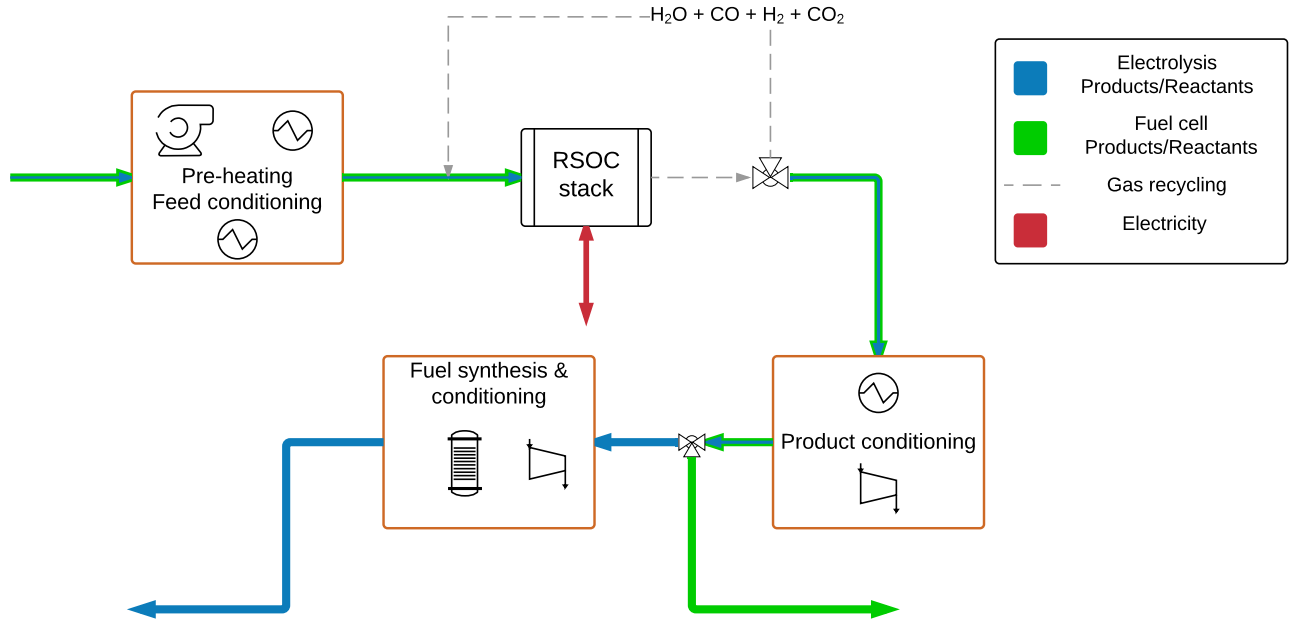 H₂O + CO + H₂ + CO₂
Electrolysis
Products/Reactants
Fuel cell
Products/Reactants
Gas recycling
Electricity
Pre-heating
Feed conditioning
RSOC
stack
Fuel synthesis &
conditioning
Product conditioning